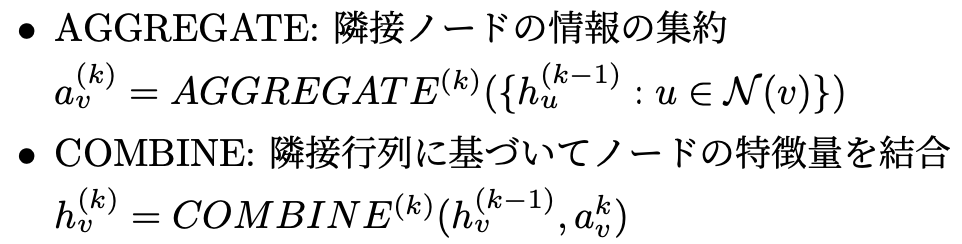 • AGGREGATE: 隣接ノードの情報の集約
a_v^{(k)} = AGGREGATE^{(k)}({h_u^{(k−1)} : u ∈ 𝒩(v)})
• COMBINE: 隣接行列に基づいてノードの特徴量を結合
h_v^{(k)} = COMBINE^{(k)}(h_v^{(k−1)}, a_v^k)